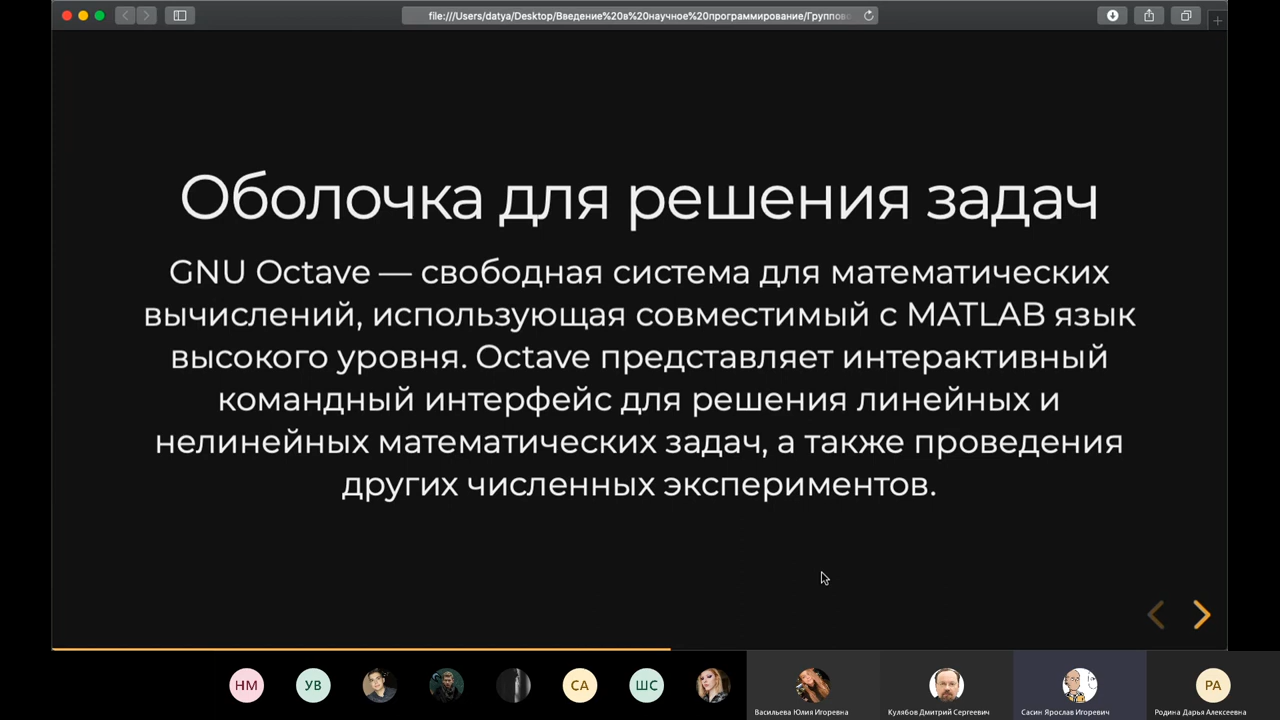 file:///Users/datya/Desktop/Введение%20в%20научное%20программирование/Группово
Оболочка для решения задач
GNU Octave — свободная система для математических
вычислений, использующая совместимый с MATLAB язык
высокого уровня. Octave представляет интерактивный
командный интерфейс для решения линейных и
нелинейных математических задач, а также проведения
других численных экспериментов.
НМ
УВ
СА
ШС
РА
Васильева Юлия Игоревна
Кулябов Дмитрий Сергеевич
Сасин Ярослав Игоревич
Родина Дарья Алексеевна